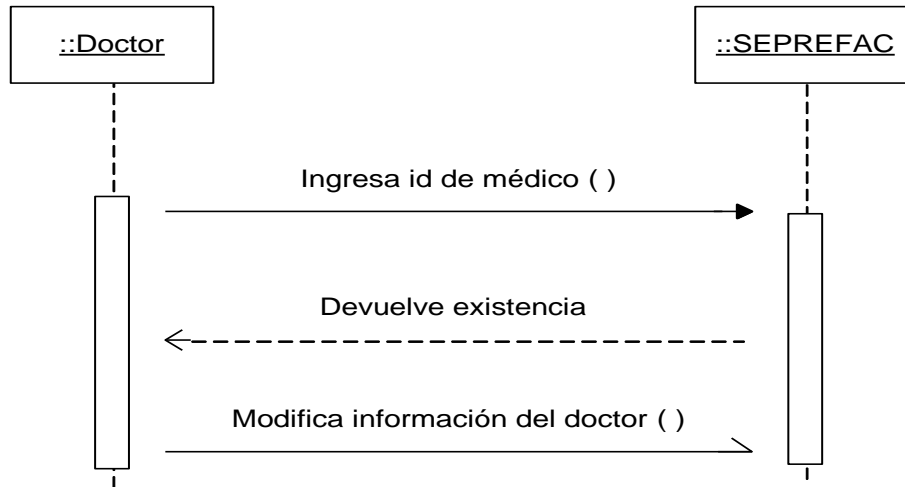 ::Doctor
::SEPREFAC
Ingresa id de médico ( )
Devuelve existencia
Modifica información del doctor ( )